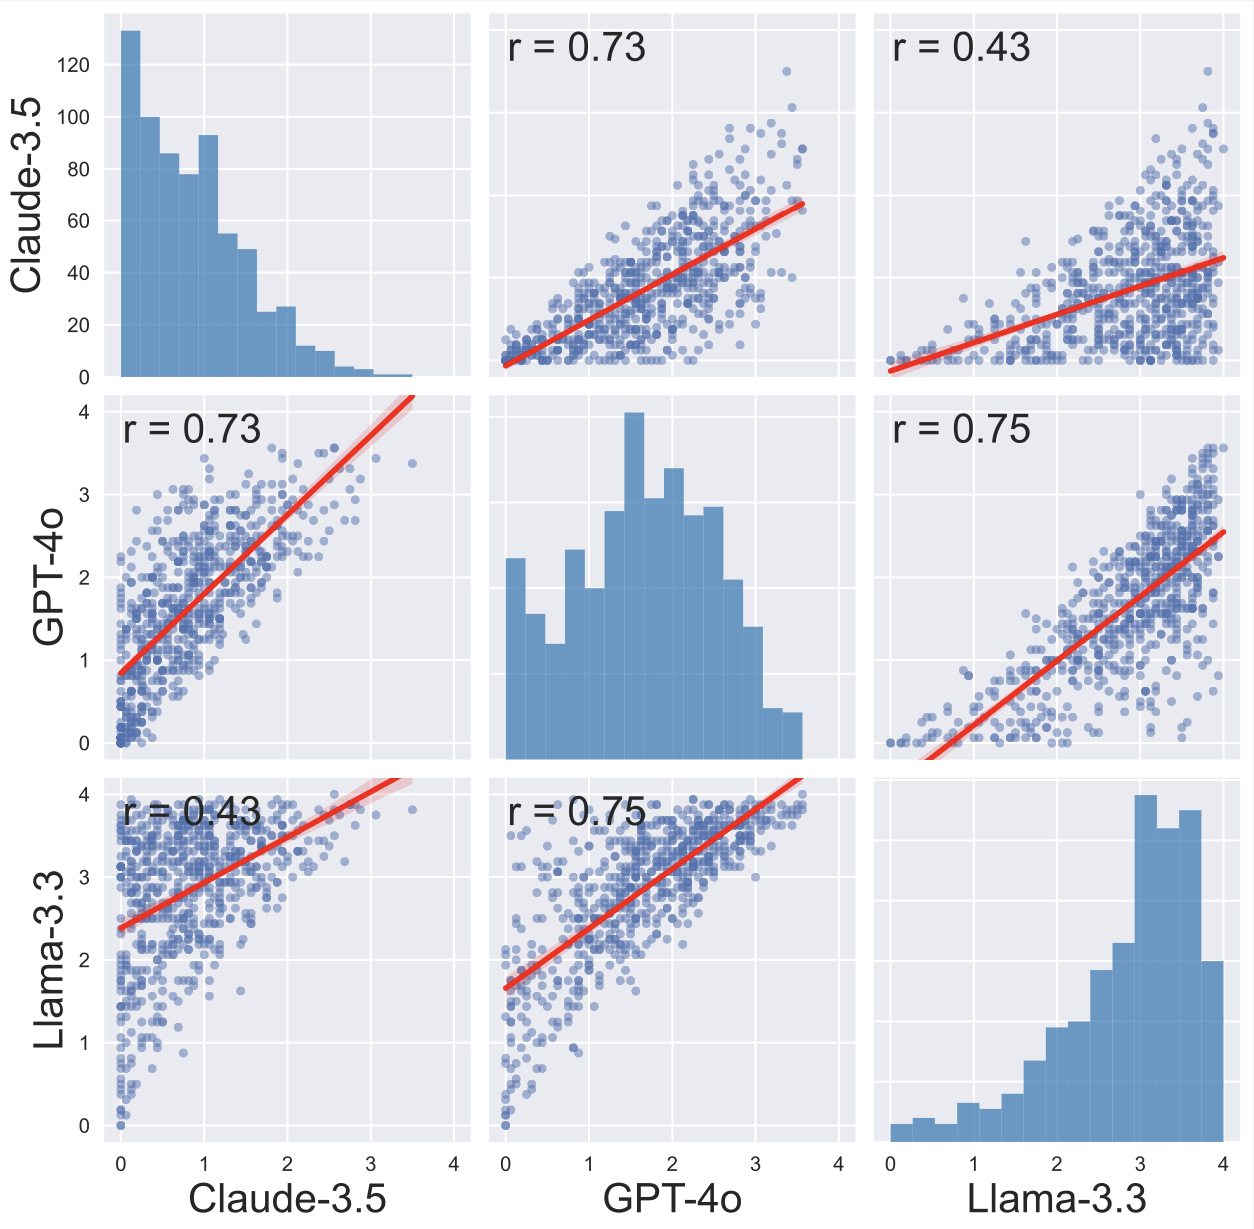 Claude-3.5
120
100
80
60
40
20
0
r = 0.73
r = 0.43
GPT-4o
4
3
2
1
0
r = 0.73
r = 0.75
Llama-3.3
4
3
2
1
0
r = 0.43
r = 0.75
0 1 2 3 4
0 1 2 3 4
0 1 2 3 4
Claude-3.5
GPT-4o
Llama-3.3